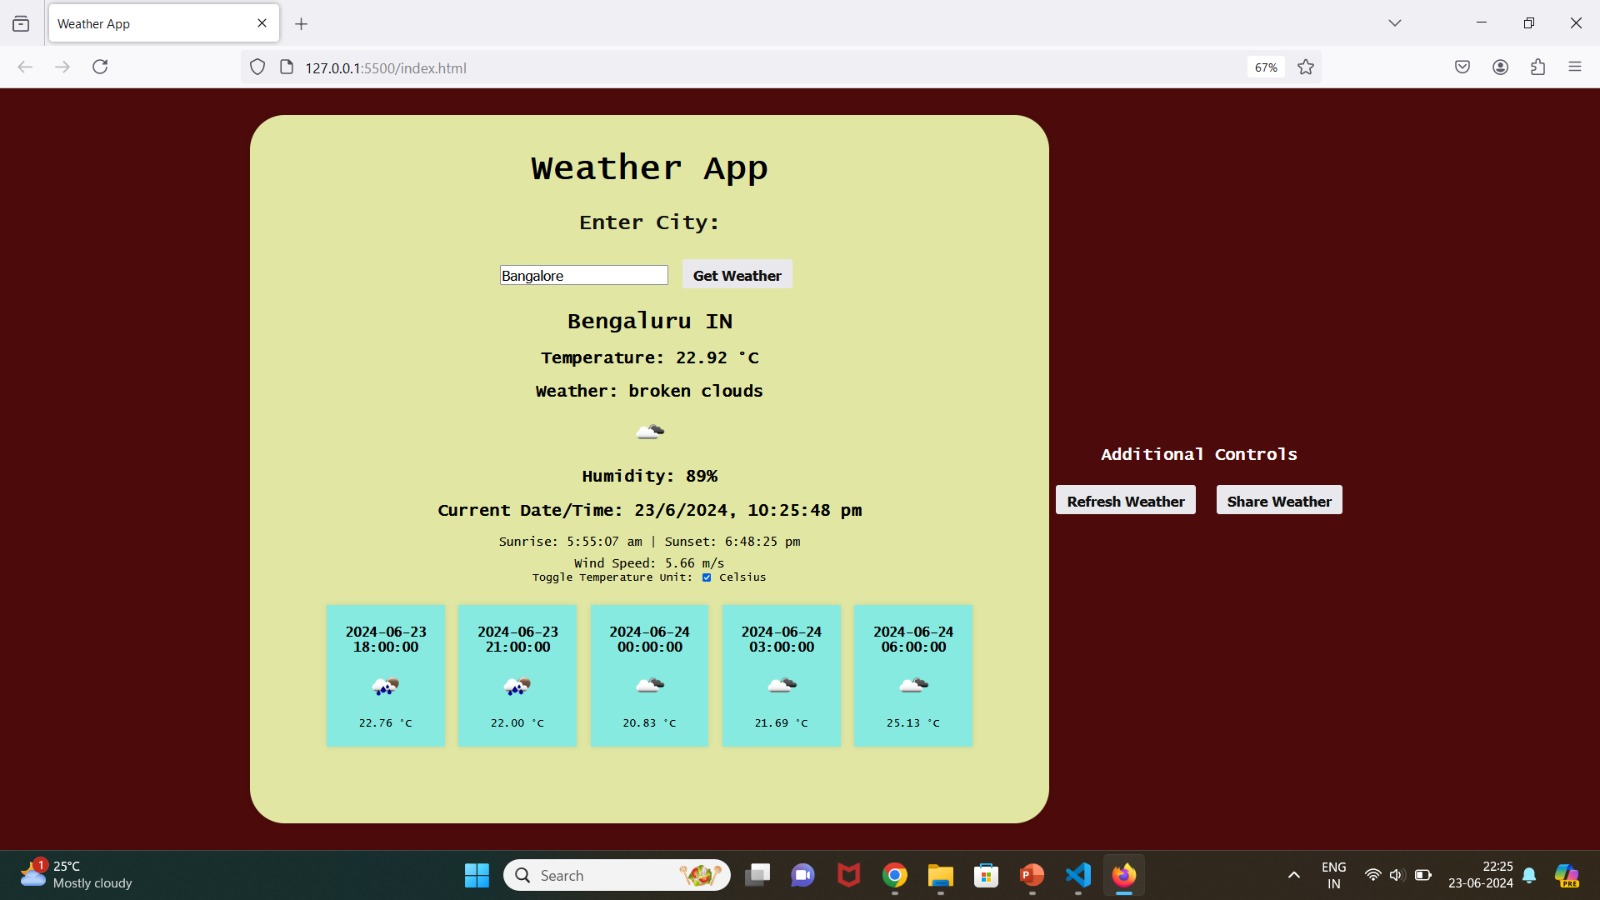 Weather App
127.0.0.1:5500/index.html
67%
Weather App
Enter City:
Bangalore
Get Weather
Bengaluru IN
Temperature: 22.92 °C
Weather: broken clouds
Humidity: 89%
Current Date/Time: 23/6/2024, 10:25:48 pm
Sunrise: 5:55:07 am | Sunset: 6:48:25 pm
Wind Speed: 5.66 m/s
Toggle Temperature Unit: Celsius
2024-06-23
18:00:00
22.76 °C
2024-06-23
21:00:00
22.00 °C
2024-06-24
00:00:00
20.83 °C
2024-06-24
03:00:00
21.69 °C
2024-06-24
06:00:00
25.13 °C
Additional Controls
Refresh Weather
Share Weather
1
25°C
Mostly cloudy
Search
P
ENG
IN
22:25
23-06-2024
PRE